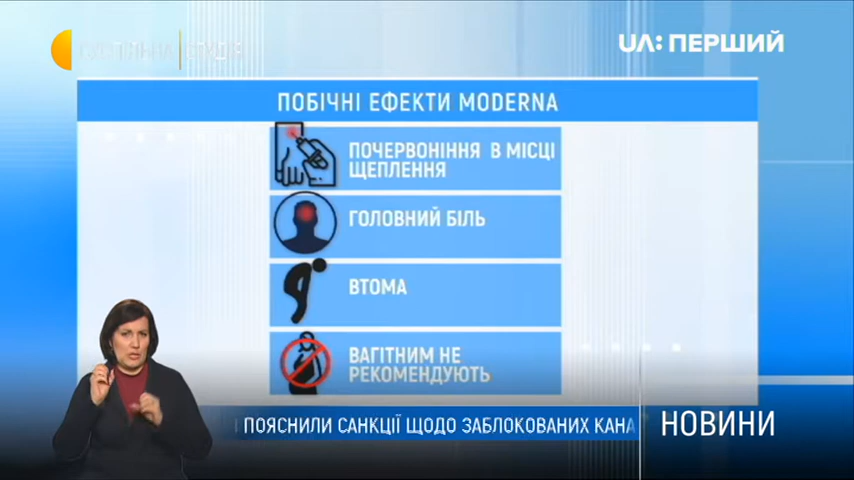 UA: ПЕРШИЙ
ПОБІЧНІ ЕФЕКТИ MODERNA
ПОЧЕРВОНІННЯ В МІСЦІ
ЩЕПЛЕННЯ
ГОЛОВНИЙ БІЛЬ
ВТОМА
ВАГІТНИМ НЕ
РЕКОМЕНДУЮТЬ
ПОЯСНИЛИ САНКЦІЇ ЩОДО ЗАБЛОКОВАНИХ КАНА
НОВИНИ